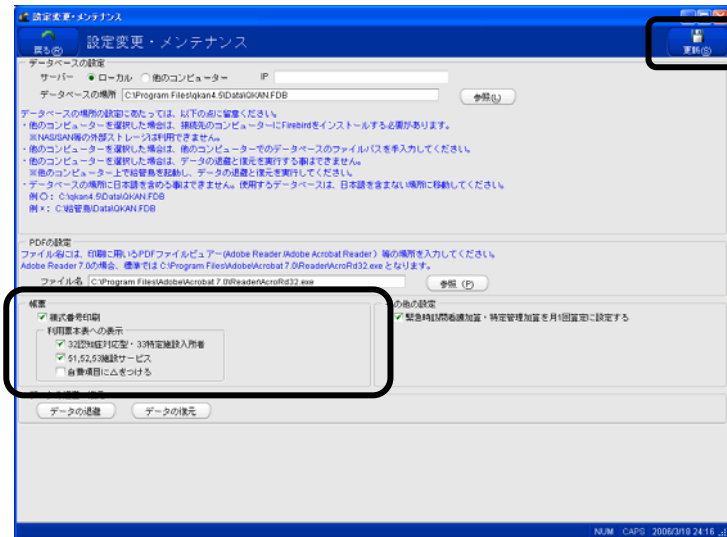 設定変更・メンテナンス
戻る(R) 設定変更・メンテナンス 更新(S)
データベースの設定
サーバー ローカル 他のコンピューター IP
データベースの場所 C:\Program Files\qkan4.5\Data\QKAN.FDB 参照(L)
データベースの場所の設定にあたっては、以下の点に留意ください。
・他のコンピューターを選択した場合は、接続先のコンピューターにFirebirdをインストールする必要があります。
※NAS/SAN等の外部ストレージは利用できません。
・他のコンピューターを選択した場合は、他のコンピューターでのデータベースのファイルパスを手入力してください。
・他のコンピューターを選択した場合は、データの退避と復元を実行する事はできません。
※他のコンピューター上で給管鳥を起動し、データの退避と復元を実行してください。
・データベースの場所に日本語を含める事はできません。使用するデータベースは、日本語を含まない場所に移動してください。
例○： C:\qkan4.5\Data\QKAN.FDB
例×： C:\給管鳥\Data\QKAN.FDB
PDFの設定
ファイル名には、印刷に用いるPDFファイルビュアー(Adobe Reader/Adobe Acrobat Reader）等の場所を入力してください。
Adobe Reader 7.0の場合、標準では C:\Program Files\Adobe\Acrobat 7.0\Reader\AcroRd32.exe となります。
ファイル名 C:\Program Files\Adobe\Acrobat 7.0\Reader\AcroRd32.exe 参照 (P)
帳票
様式番号印刷
利用票本表への表示
32認知症対応型・33特定施設入所者
51,52,53施設サービス
自費項目に△をつける
その他の設定
緊急時訪問看護加算・特定管理加算を月1回算定に設定する
データの退避・復元
データの退避 データの復元
NUM CAPS 2006/3/18 24:16